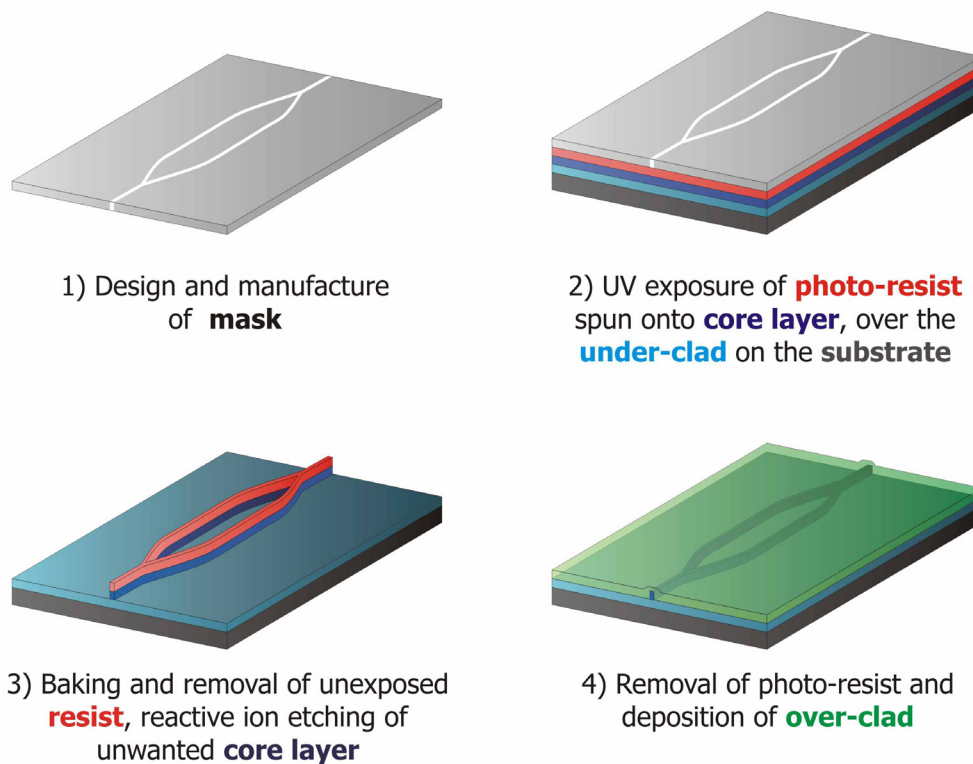 1) Design and manufacture
of mask
2) UV exposure of photo-resist
spun onto core layer, over the
under-clad on the substrate
3) Baking and removal of unexposed
resist, reactive ion etching of
unwanted core layer
4) Removal of photo-resist and
deposition of over-clad